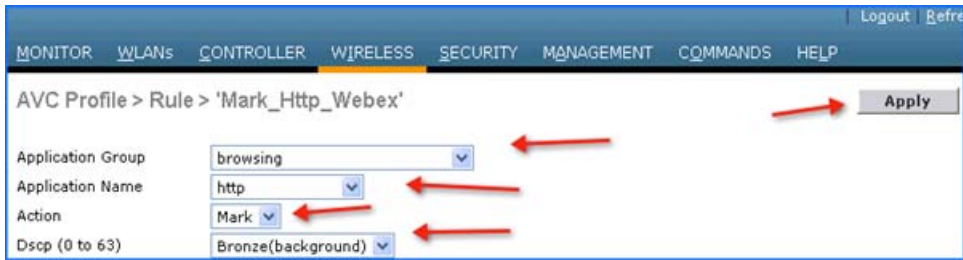 Logout Refre
MONITOR WLANs CONTROLLER WIRELESS SECURITY MANAGEMENT COMMANDS HELP
AVC Profile > Rule > 'Mark_Http_Webex'
Apply
Application Group browsing
Application Name http
Action Mark
Dscp (0 to 63) Bronze(background)